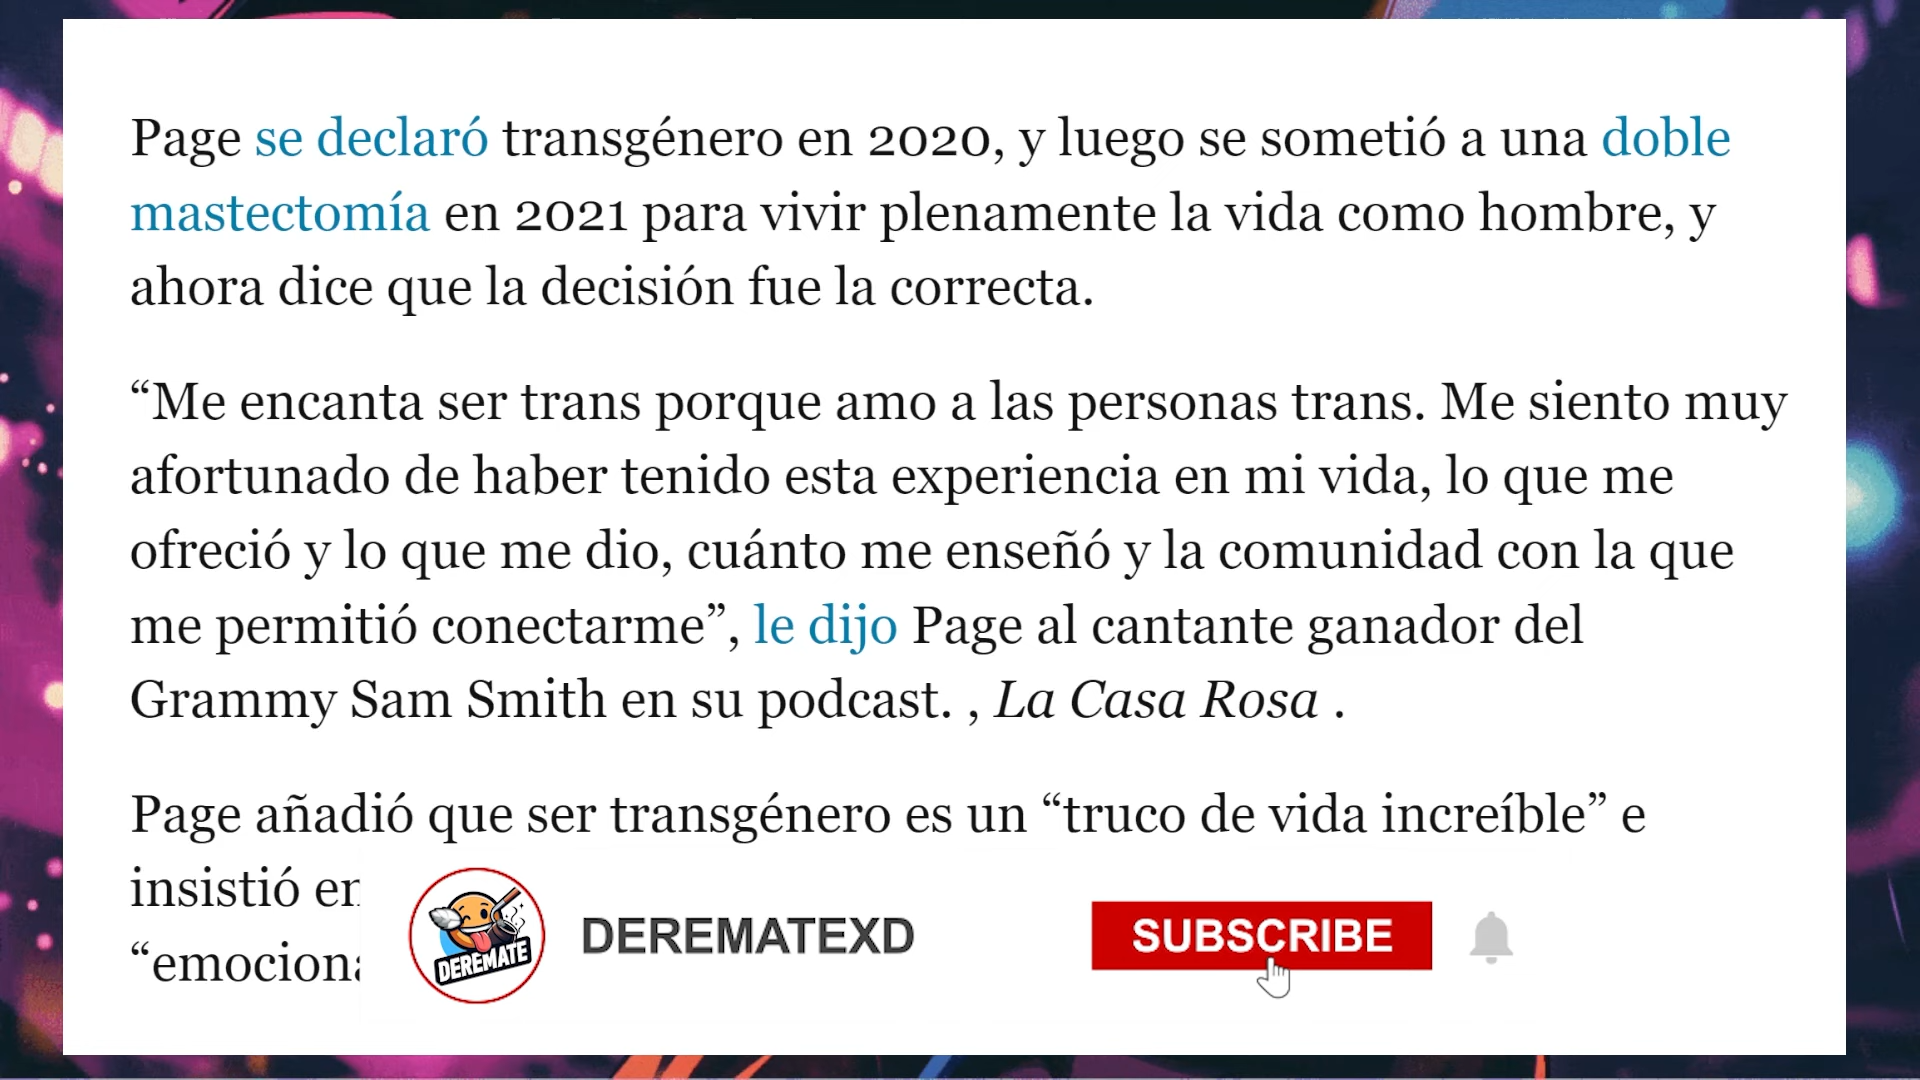 Page se declaró transgénero en 2020, y luego se sometió a una doble
mastectomía en 2021 para vivir plenamente la vida como hombre, y
ahora dice que la decisión fue la correcta.
“Me encanta ser trans porque amo a las personas trans. Me siento muy
afortunado de haber tenido esta experiencia en mi vida, lo que me
ofreció y lo que me dio, cuánto me enseñó y la comunidad con la que
me permitió conectarme”, le dijo Page al cantante ganador del
Grammy Sam Smith en su podcast. , La Casa Rosa .
Page añadió que ser transgénero es un “truco de vida increíble” e
insistió
DEREMATE
DEREMATEXD
SUBSCRIBE